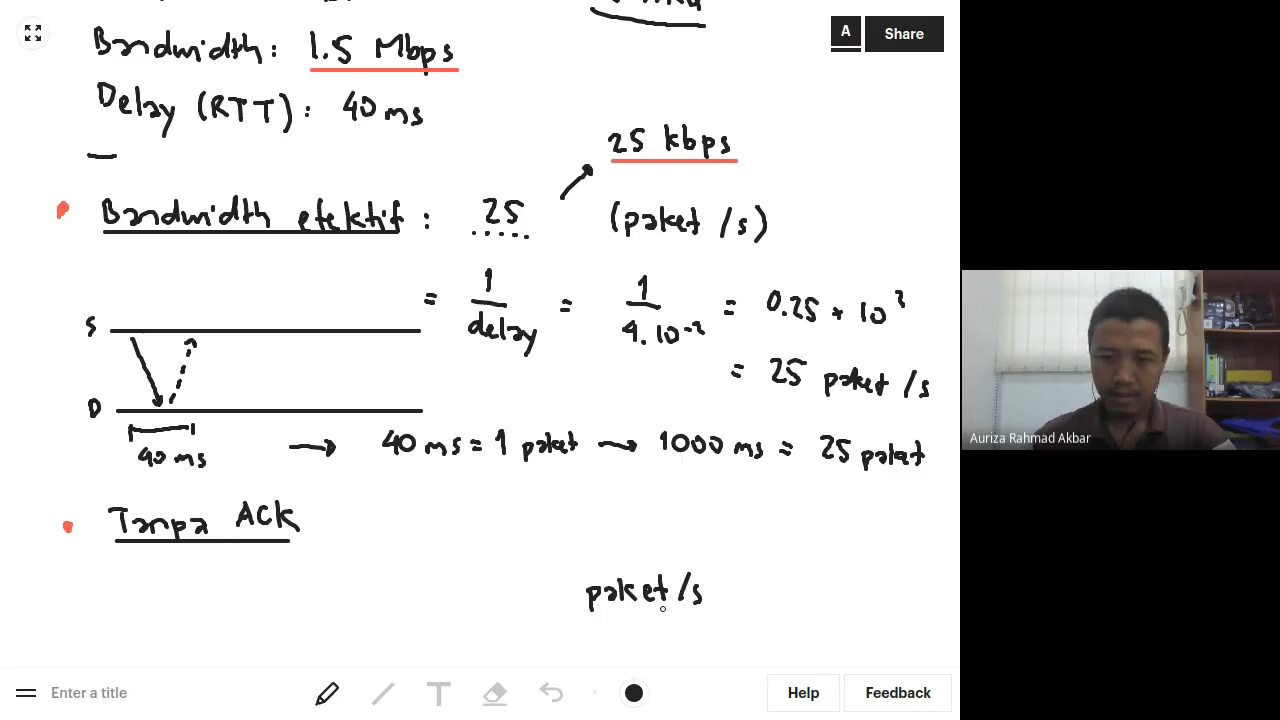 Bandwidth: 1.5 Mbps
A
Share
Delay (RTT): 40 ms
25 kbps
Bandwidth efektif : 25 (paket /s)
= 1/delay = 1/4.10⁻² = 0.25 * 10²
= 25 paket /s
S
D
40 ms → 40 ms = 1 paket → 1000 ms = 25 paket
Auriza Rahmad Akbar
Tanpa ACK
paket/s
Enter a title
T
Help
Feedback